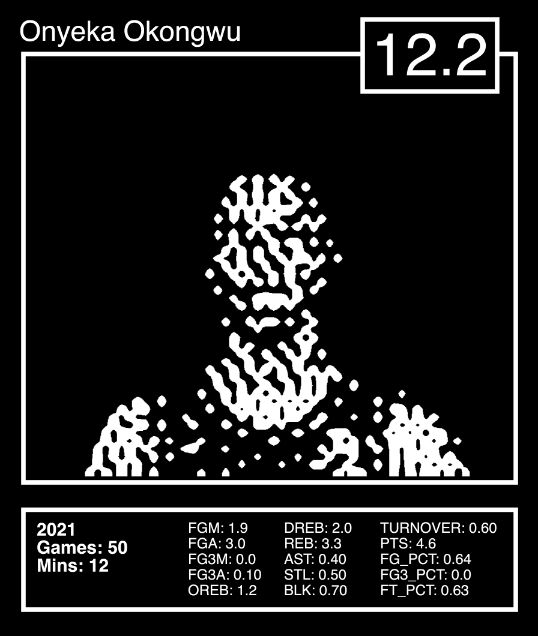 Onyeka Okongwu
12.2
2021
Games: 50
Mins: 12
FGM: 1.9
FGA: 3.0
FG3M: 0.0
FG3A: 0.10
OREB: 1.2
DREB: 2.0
REB: 3.3
AST: 0.40
STL: 0.50
BLK: 0.70
TURNOVER: 0.60
PTS: 4.6
FG_PCT: 0.64
FG3_PCT: 0.0
FT_PCT: 0.63